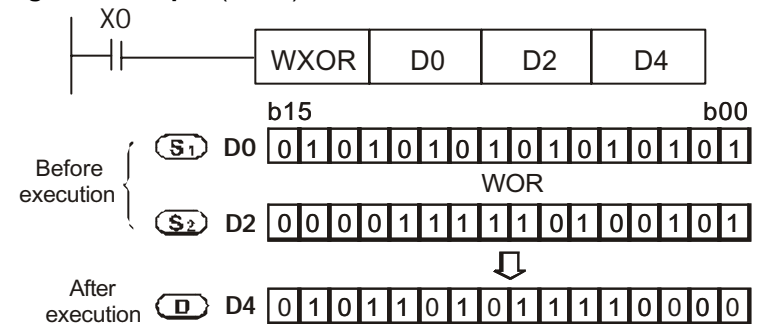 X0
WXOR D0 D2 D4
b15 b00
Before
execution
S1 D0 0 1 0 1 0 1 0 1 0 1 0 1 0 1 0 1
WOR
S2 D2 0 0 0 0 1 1 1 1 1 0 1 0 0 1 0 1
After
execution
D D4 0 1 0 1 1 0 1 0 1 1 1 1 0 0 0 0